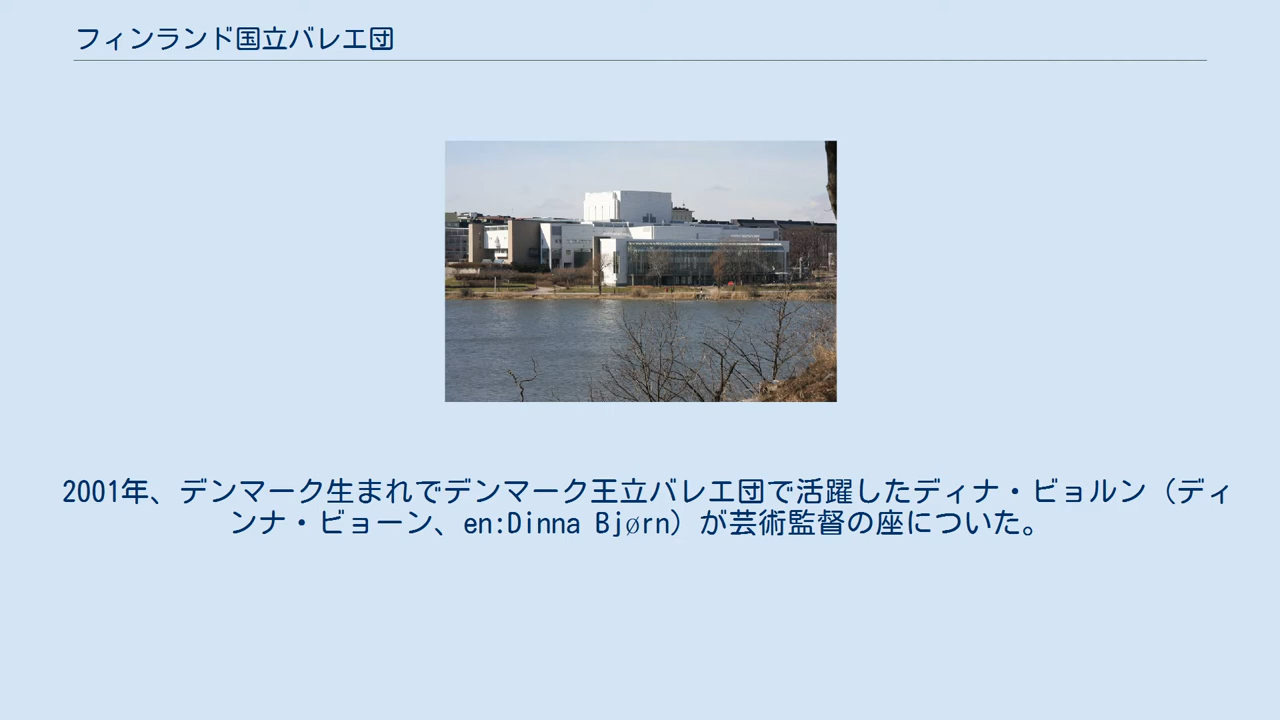 フィンランド国立バレエ団
2001年、デンマーク生まれでデンマーク王立バレエ団で活躍したディナ・ビョルン（ディ
ンナ・ビョーン、en:Dinna Bjørn）が芸術監督の座についた。